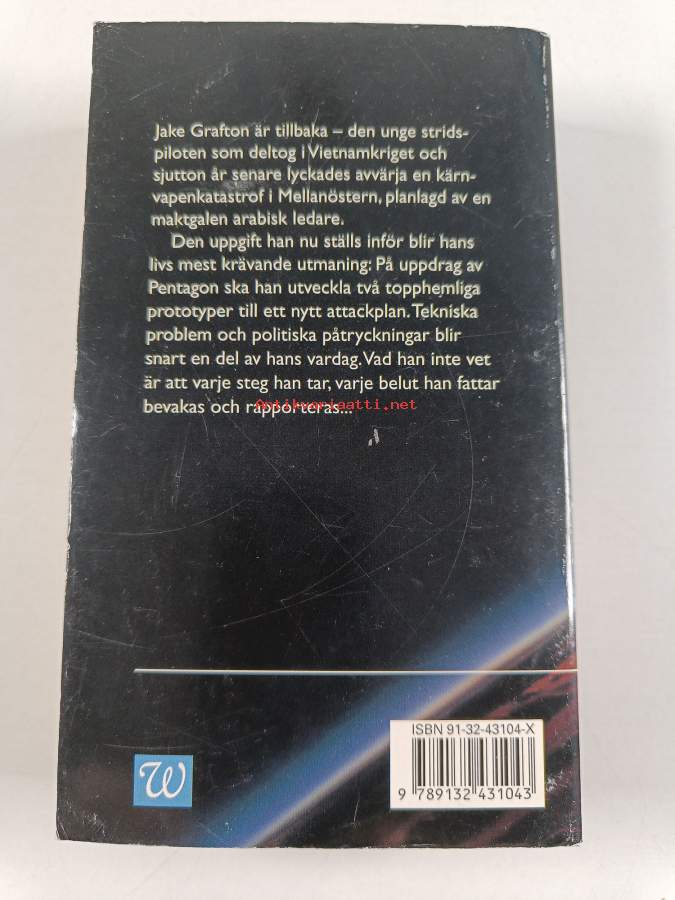 Jake Grafton är tillbaka – den unge strids-
piloten som deltog i Vietnamkriget och
sjutton år senare lyckades avvärja en kärn-
vapenkatastrof i Mellanöstern, planlagd av en
maktgalen arabisk ledare.
Den uppgift han nu ställs inför blir hans
livs mest krävande utmaning: På uppdrag av
Pentagon ska han utveckla två topphemliga
prototyper till ett nytt attackplan. Tekniska
problem och politiska påtryckningar blir
snart en del av hans vardag. Vad han inte vet
är att varje steg han tar, varje belut han fattar
bevakas och rapporteras...
Antikvariaatti.net
ISBN 91-32-43104-X
W
9 789132 431043